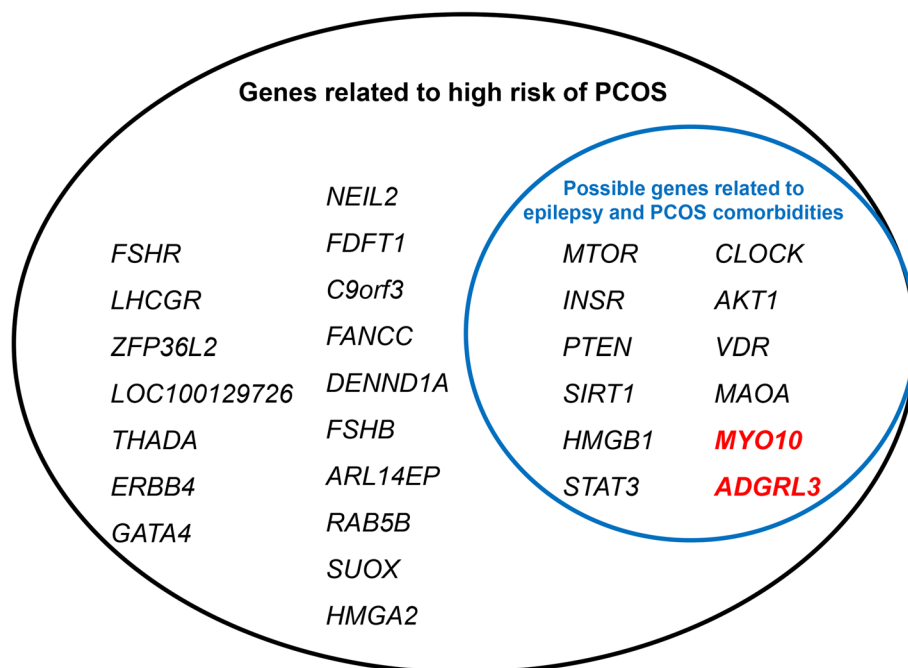 Genes related to high risk of PCOS
FSHR
LHCGR
ZFP36L2
LOC100129726
THADA
ERBB4
GATA4
NEIL2
FDFT1
C9orf3
FANCC
DENND1A
FSHB
ARL14EP
RAB5B
SUOX
HMGA2
Possible genes related to
epilepsy and PCOS comorbidities
MTOR
INSR
PTEN
SIRT1
HMGB1
STAT3
CLOCK
AKT1
VDR
MAOA
MYO10
ADGRL3